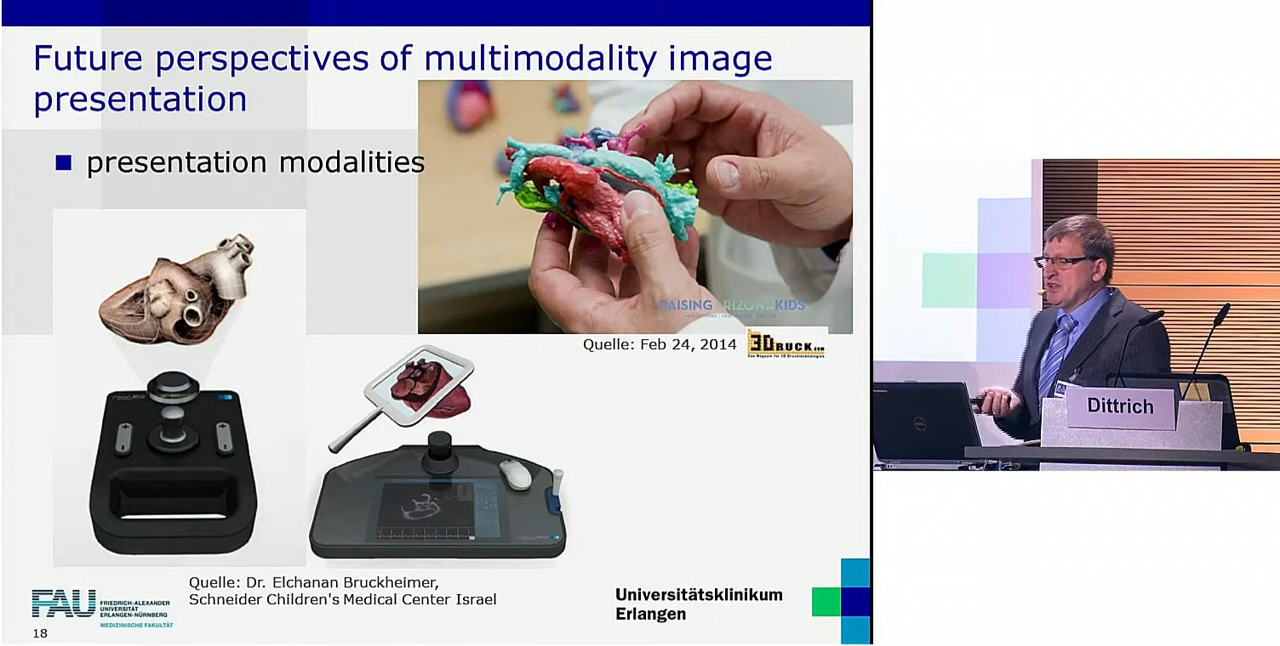 Future perspectives of multimodality image
presentation
presentation modalities
RAISING ARIZONA KIDS
Quelle: Feb 24, 2014
3DRUCK.COM
Das Magazin für 3D Drucktechnologien
Quelle: Dr. Elchanan Bruckheimer,
Schneider Children's Medical Center Israel
FAU
FRIEDRICH-ALEXANDER
UNIVERSITÄT
ERLANGEN-NÜRNBERG
MEDIZINISCHE FAKULTÄT
Universitätsklinikum
Erlangen
18
Dittrich
DELL